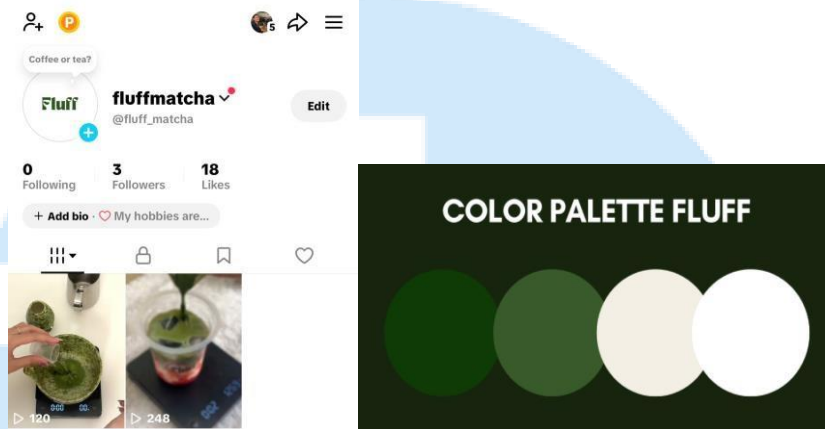 5
Coffee or tea?
Fluff
fluffmatcha
@fluff_matcha
Edit
0 3 18
Following Followers Likes
+ Add bio · My hobbies are...
120 248
COLOR PALETTE FLUFF